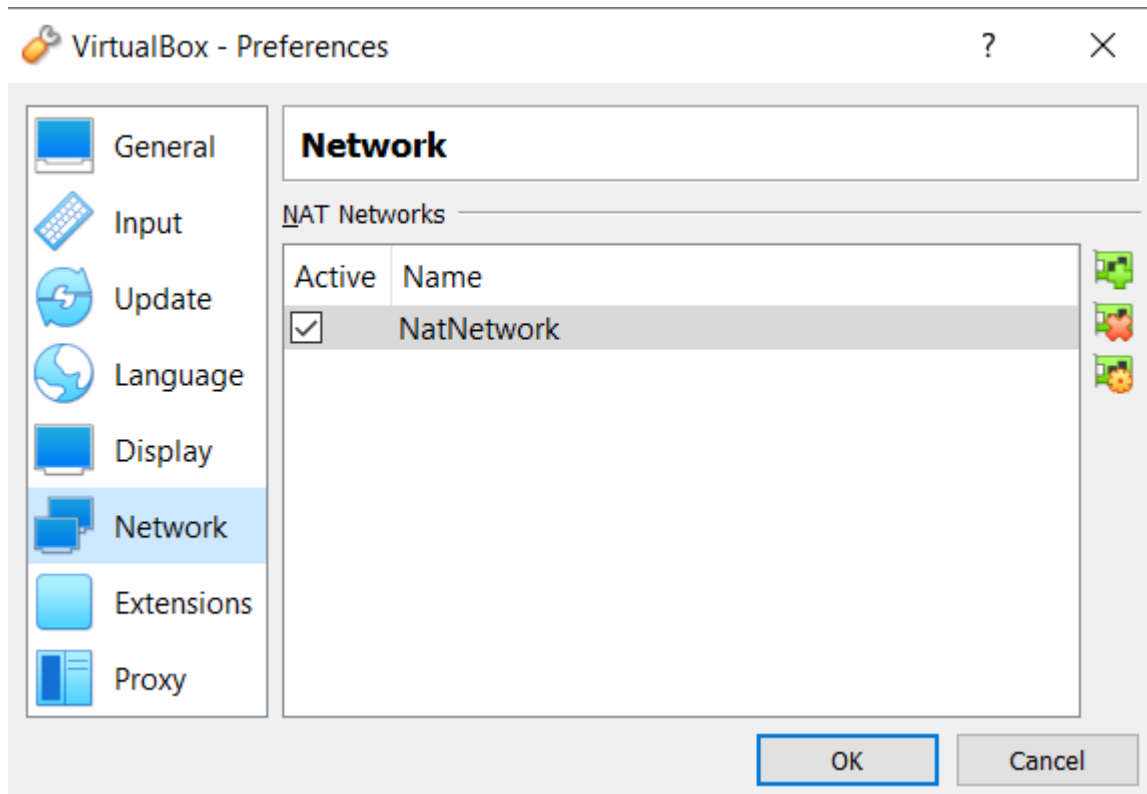 VirtualBox - Preferences ? ×
General
Input
Update
Language
Display
Network
Extensions
Proxy
Network
NAT Networks
Active Name
NatNetwork
OK Cancel